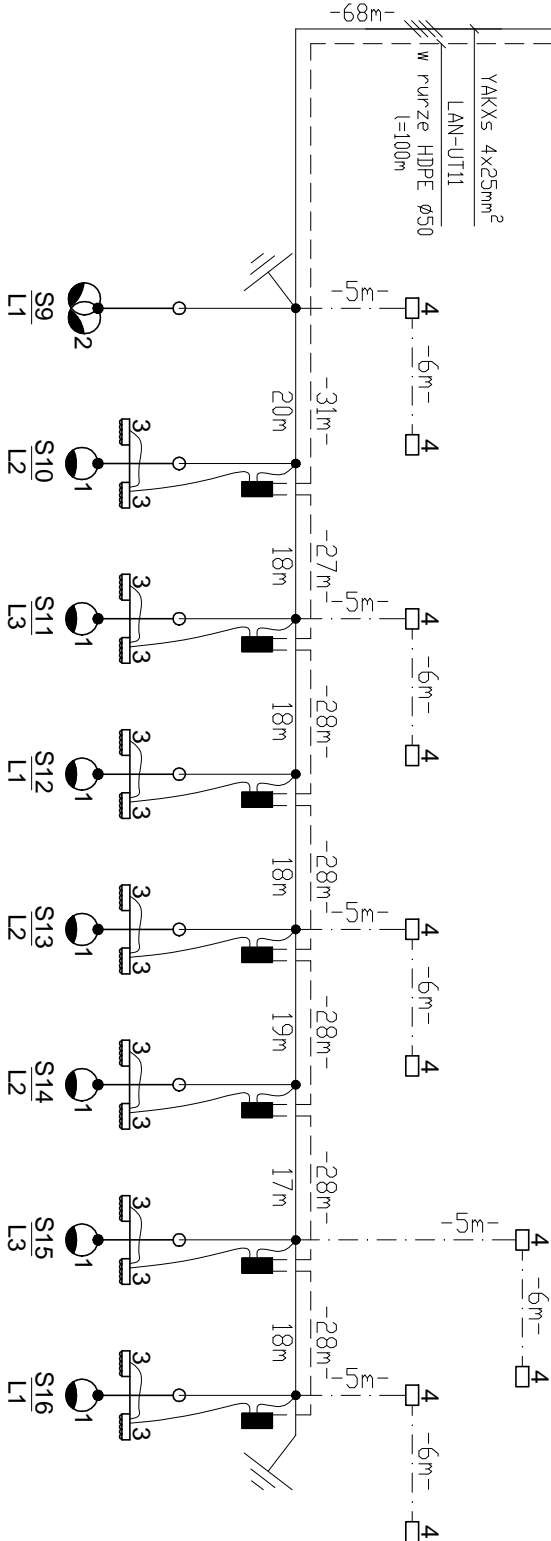 -68m-
YAKXs 4x25mm²
LAN-UT11
w rurze HDPE Ø50
l=100m
-5m-
4
-6m-
4
S9
L1
2
-31m-
20m
S10
L2
1
3
3
-27m-
18m
-5m-
4
-6m-
4
S11
L3
1
3
3
-28m-
18m
S12
L1
1
3
3
-28m-
18m
-5m-
4
-6m-
4
S13
L2
1
3
3
-28m-
19m
S14
L2
1
3
3
-28m-
17m
-5m-
4
-6m-
4
S15
L3
1
3
3
-28m-
18m
-5m-
4
-6m-
4
S16
L1
1
3
3